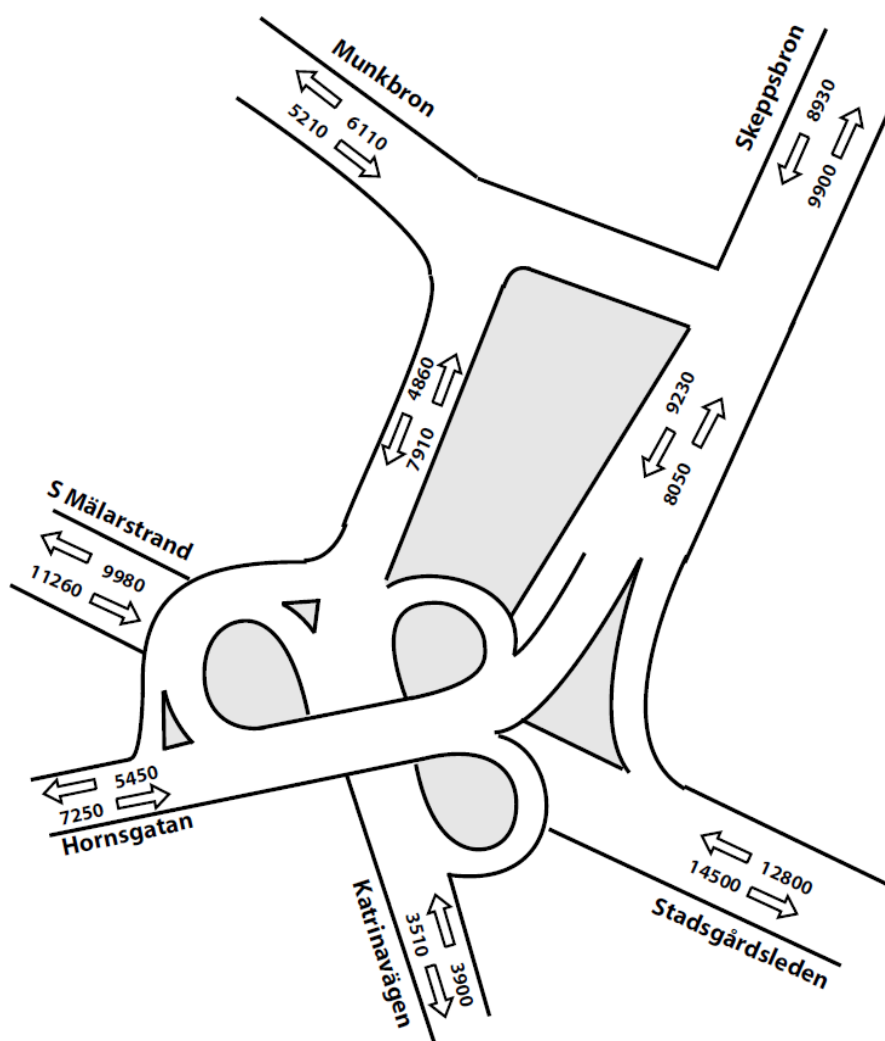 Munkbron
6110
5210
Skeppsbron
8930
9900
4860
7910
9230
8050
S Mälarstrand
9980
11260
5450
7250
Hornsgatan
Katrinavägen
3510
3900
12800
14500
Stadsgårdsleden